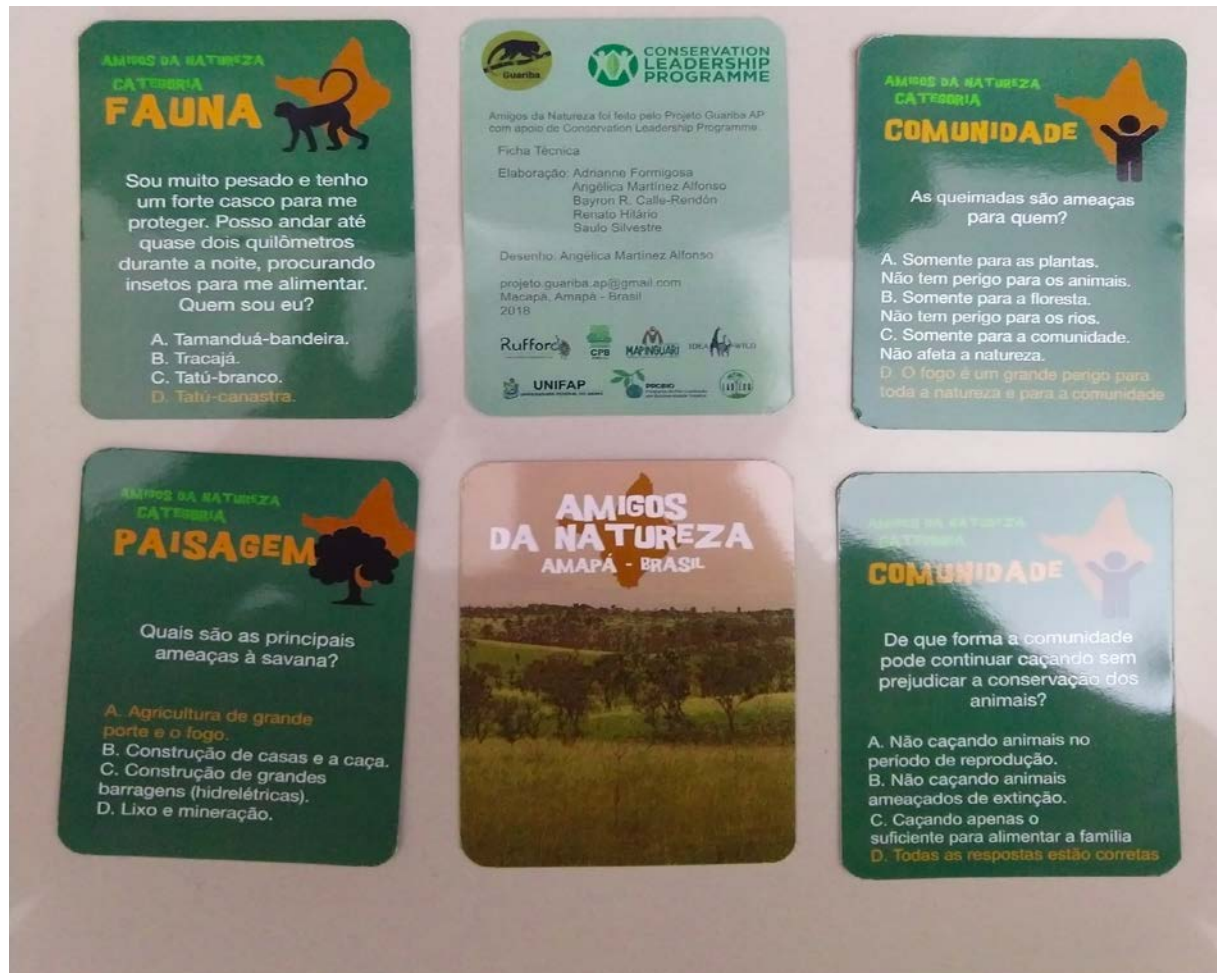 AMIGOS DA NATUREZA
CATEGORIA
FAUNA
Sou muito pesado e tenho
um forte casco para me
proteger. Posso andar até
quase dois quilômetros
durante a noite, procurando
insetos para me alimentar.
Quem sou eu?
A. Tamanduá-bandeira.
B. Tracajá.
C. Tatú-branco.
D. Tatú-canastra.
Guariba
CONSERVATION
LEADERSHIP
PROGRAMME
Amigos da Natureza foi feito pelo Projeto Guariba AP
com apoio de Conservation Leadership Programme.
Ficha Técnica
Elaboração: Adrianne Formigosa
Angélica Martínez Alfonso
Bayron R. Calle-Rendón
Renato Hilário
Saulo Silvestre
Desenho: Angélica Martínez Alfonso
projeto.guariba.ap@gmail.com
Macapá, Amapá - Brasil
2018
Rufford
CPB
MAPINGUARI
IDEA WILD
UNIFAP
PPGBIO
AMIGOS DA NATUREZA
CATEGORIA
COMUNIDADE
As queimadas são ameaças
para quem?
A. Somente para as plantas.
Não tem perigo para os animais.
B. Somente para a floresta.
Não tem perigo para os rios.
C. Somente para a comunidade.
Não afeta a natureza.
D. O fogo é um grande perigo para
toda a natureza e para a comunidade
AMIGOS DA NATUREZA
CATEGORIA
PAISAGEM
Quais são as principais
ameaças à savana?
A. Agricultura de grande
porte e o fogo.
B. Construção de casas e a caça.
C. Construção de grandes
barragens (hidrelétricas).
D. Lixo e mineração.
AMIGOS
DA NATUREZA
AMAPÁ - BRASIL
AMIGOS DA NATUREZA
CATEGORIA
COMUNIDADE
De que forma a comunidade
pode continuar caçando sem
prejudicar a conservação dos
animais?
A. Não caçando animais no
período de reprodução.
B. Não caçando animais
ameaçados de extinção.
C. Caçando apenas o
suficiente para alimentar a família
D. Todas as respostas estão corretas